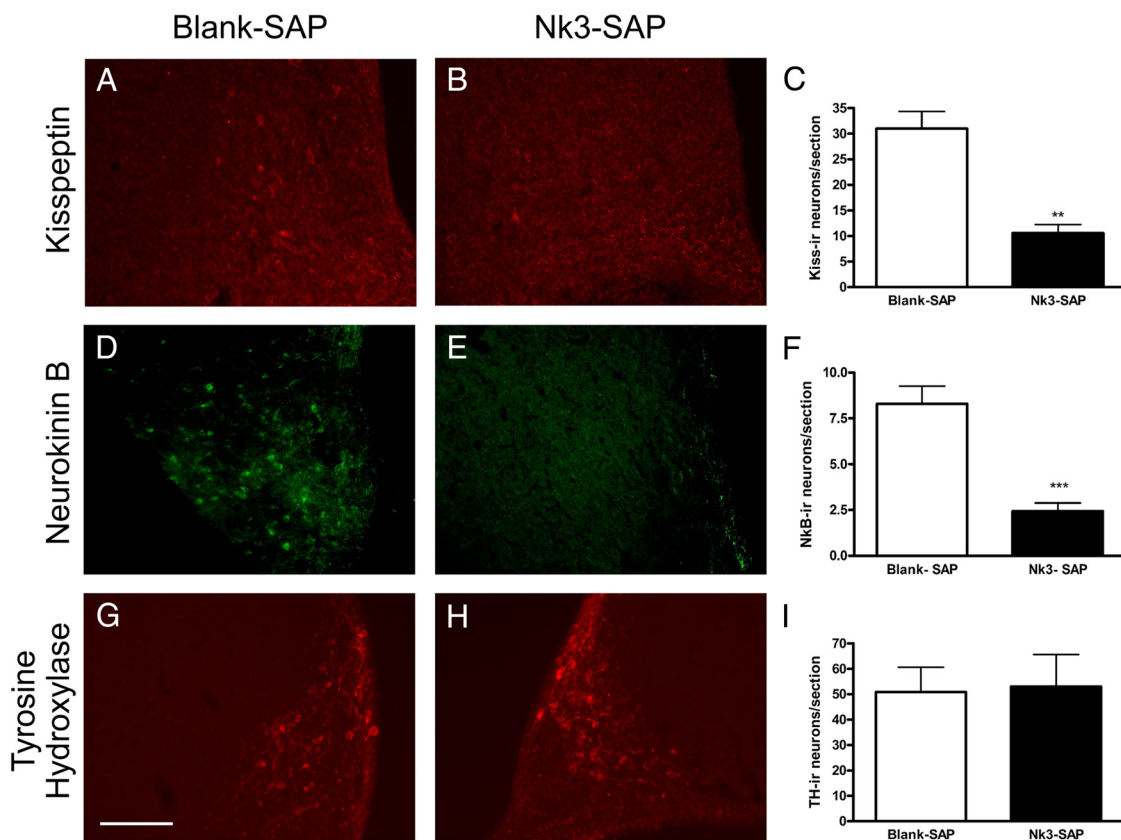 Blank-SAP
Nk3-SAP
Kisspeptin
A
B
C
Kiss-ir neurons/section
35
30
25
20
15
10
5
0
**
Blank-SAP
Nk3-SAP
Neurokinin B
D
E
F
NkB-ir neurons/section
10.0
7.5
5.0
2.5
0.0
***
Blank- SAP
Nk3- SAP
Tyrosine
Hydroxylase
G
H
I
TH-ir neurons/section
70
60
50
40
30
20
10
0
Blank-SAP
Nk3-SAP